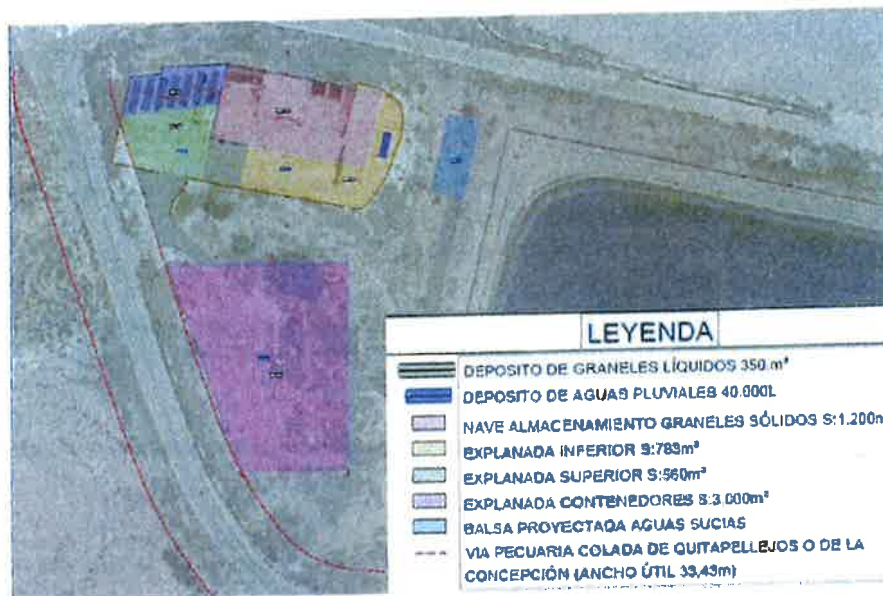 LEYENDA
DEPOSITO DE GRANELES LÍQUIDOS 350 m³
DEPOSITO DE AGUAS PLUVIALES 40.000L
NAVE ALMACENAMIENTO GRANELES SÓLIDOS S:1.200m
EXPLANADA INFERIOR S:783m²
EXPLANADA SUPERIOR S:560m²
EXPLANADA CONTENEDORES S:3.000m²
BALSA PROYECTADA AGUAS SUCIAS
VIA PECUARIA COLADA DE QUITAPELLEJOS O DE LA
CONCEPCIÓN (ANCHO ÚTIL 33,43m)